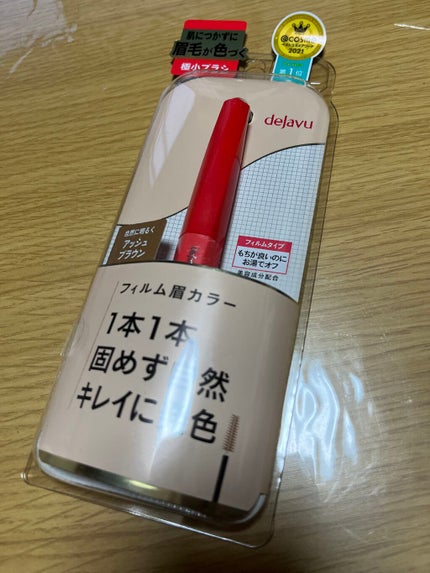 肌につかずに
眉毛が色づく
極小ブラシ
@cosme
2021
第1位
dejavu
自然に明るく
アッシュ
ブラウン
フィルムタイプ
もちが良いのに
お湯でオフ
美容成分配合
フィルム眉カラー
1本1本
固めず 然
キレイに 色